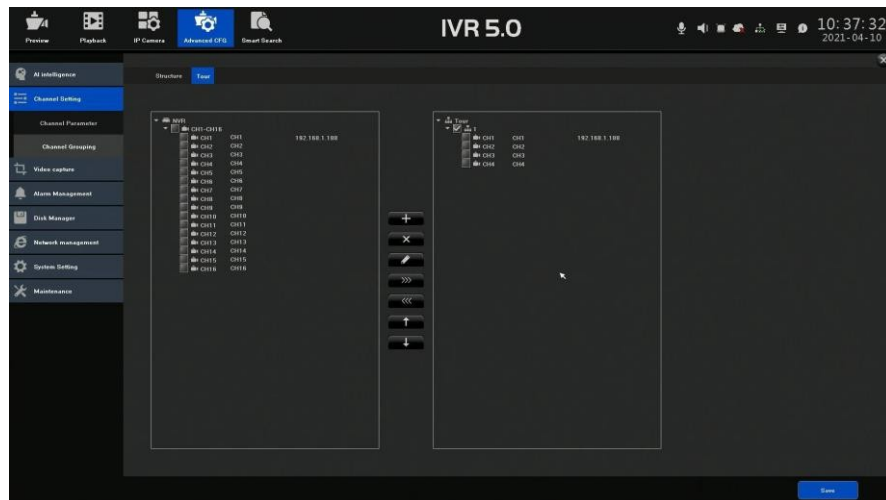 IVR 5.0
10:37:32
2021-04-10
Preview Playback IP Camera Advanced CFG Smart Search
AI intelligence
Channel Setting
Channel Parameter
Channel Grouping
Video capture
Alarm Management
Disk Manager
Network management
System Setting
Maintenance
Structure Tour
NVR
CH1-CH16
CH1 CH1 192.168.1.188
CH2 CH2
CH3 CH3
CH4 CH4
CH5 CH5
CH6 CH6
CH7 CH7
CH8 CH8
CH9 CH9
CH10 CH10
CH11 CH11
CH12 CH12
CH13 CH13
CH14 CH14
CH15 CH15
CH16 CH16
Tour
CH1 CH1 192.168.1.188
CH2 CH2
CH3 CH3
CH4 CH4
Save